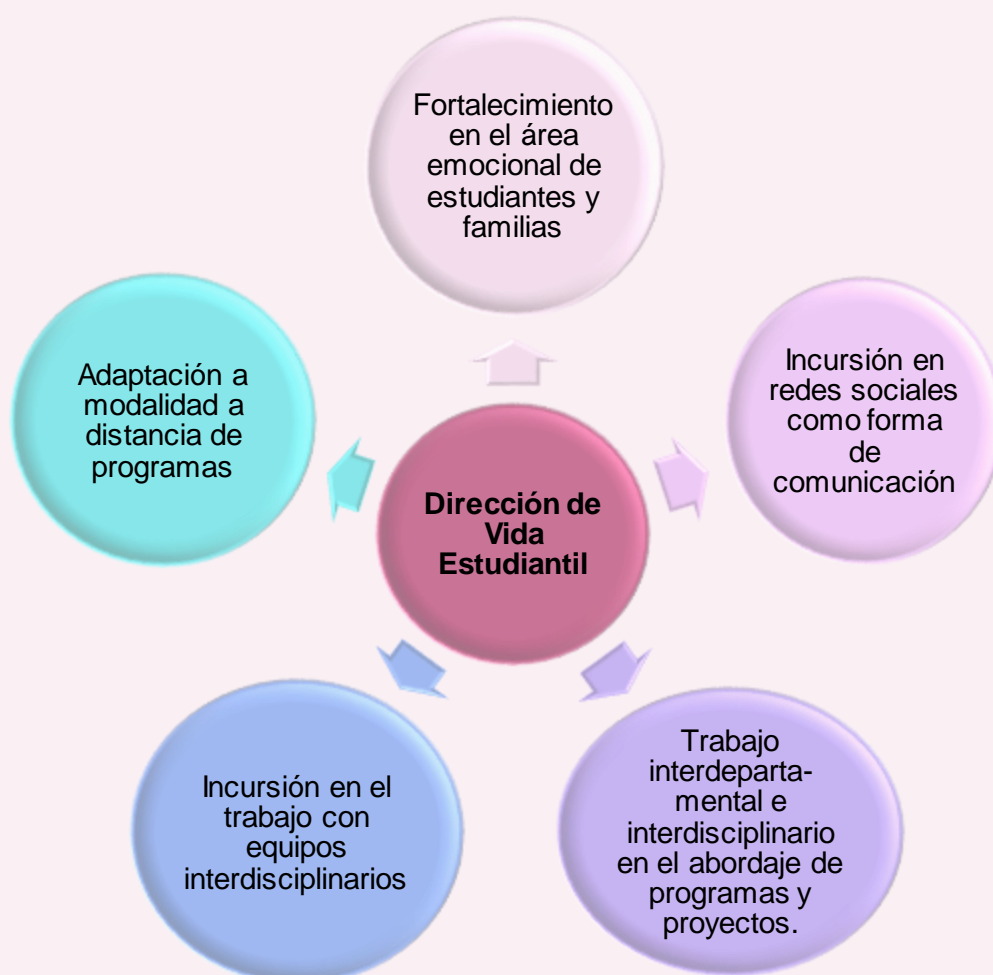 Fortalecimiento
en el área
emocional de
estudiantes y
familias
Incursión en
redes sociales
como forma
de
comunicación
Trabajo
interdeparta-
mental e
interdisciplinario
en el abordaje de
programas y
proyectos.
Incursión en el
trabajo con
equipos
interdisciplinarios
Adaptación a
modalidad a
distancia de
programas
Dirección de
Vida
Estudiantil